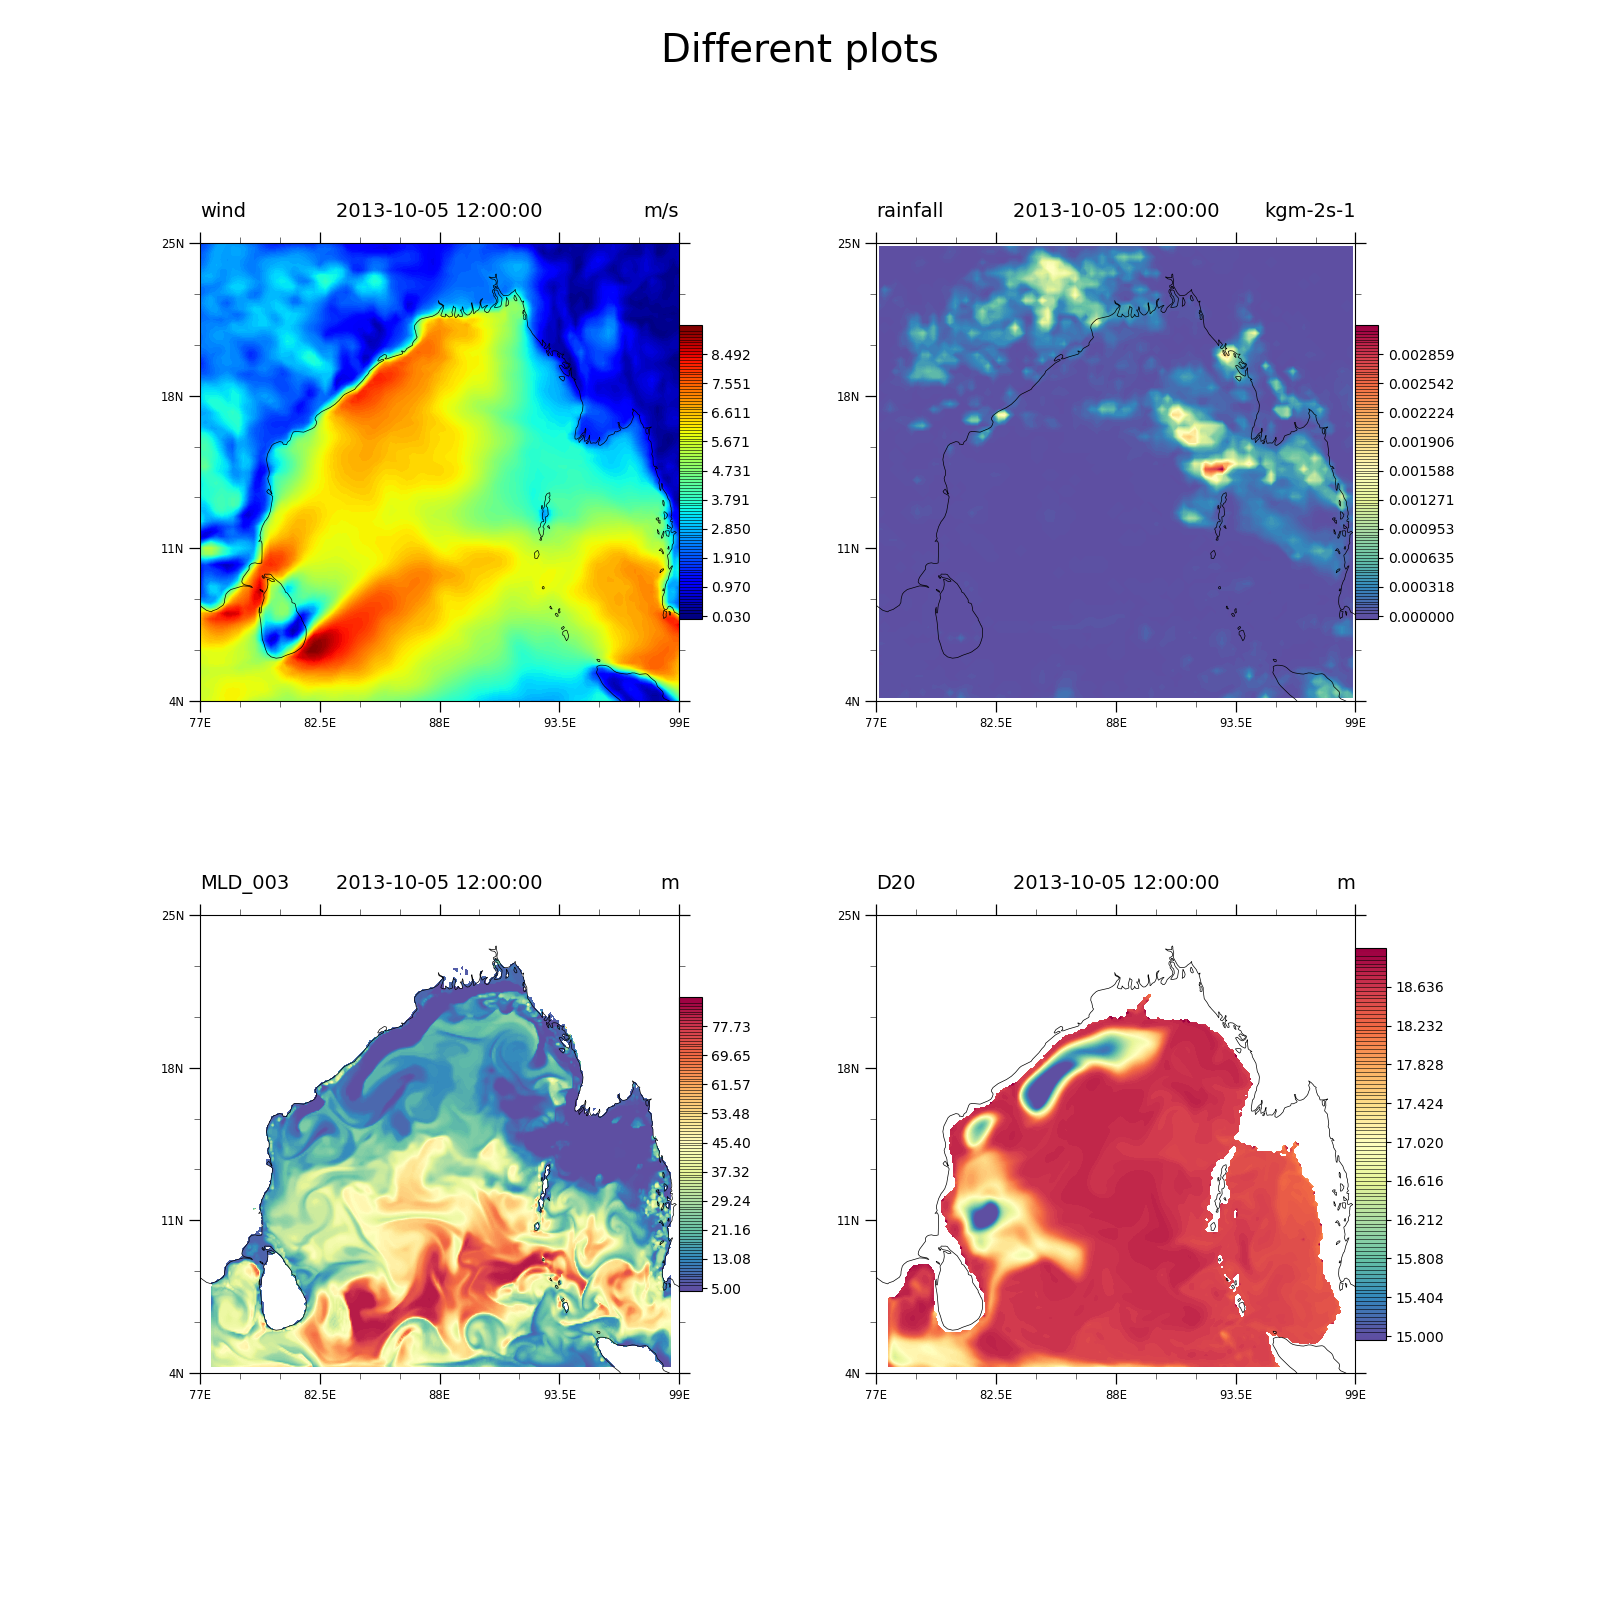 Different plots
wind 2013-10-05 12:00:00 m/s
25N
18N
11N
4N
77E 82.5E 88E 93.5E 99E
8.492
7.551
6.611
5.671
4.731
3.791
2.850
1.910
0.970
0.030
rainfall 2013-10-05 12:00:00 kgm-2s-1
25N
18N
11N
4N
77E 82.5E 88E 93.5E 99E
0.002859
0.002542
0.002224
0.001906
0.001588
0.001271
0.000953
0.000635
0.000318
0.000000
MLD_003 2013-10-05 12:00:00 m
25N
18N
11N
4N
77E 82.5E 88E 93.5E 99E
77.73
69.65
61.57
53.48
45.40
37.32
29.24
21.16
13.08
5.00
D20 2013-10-05 12:00:00 m
25N
18N
11N
4N
77E 82.5E 88E 93.5E 99E
18.636
18.232
17.828
17.424
17.020
16.616
16.212
15.808
15.404
15.000